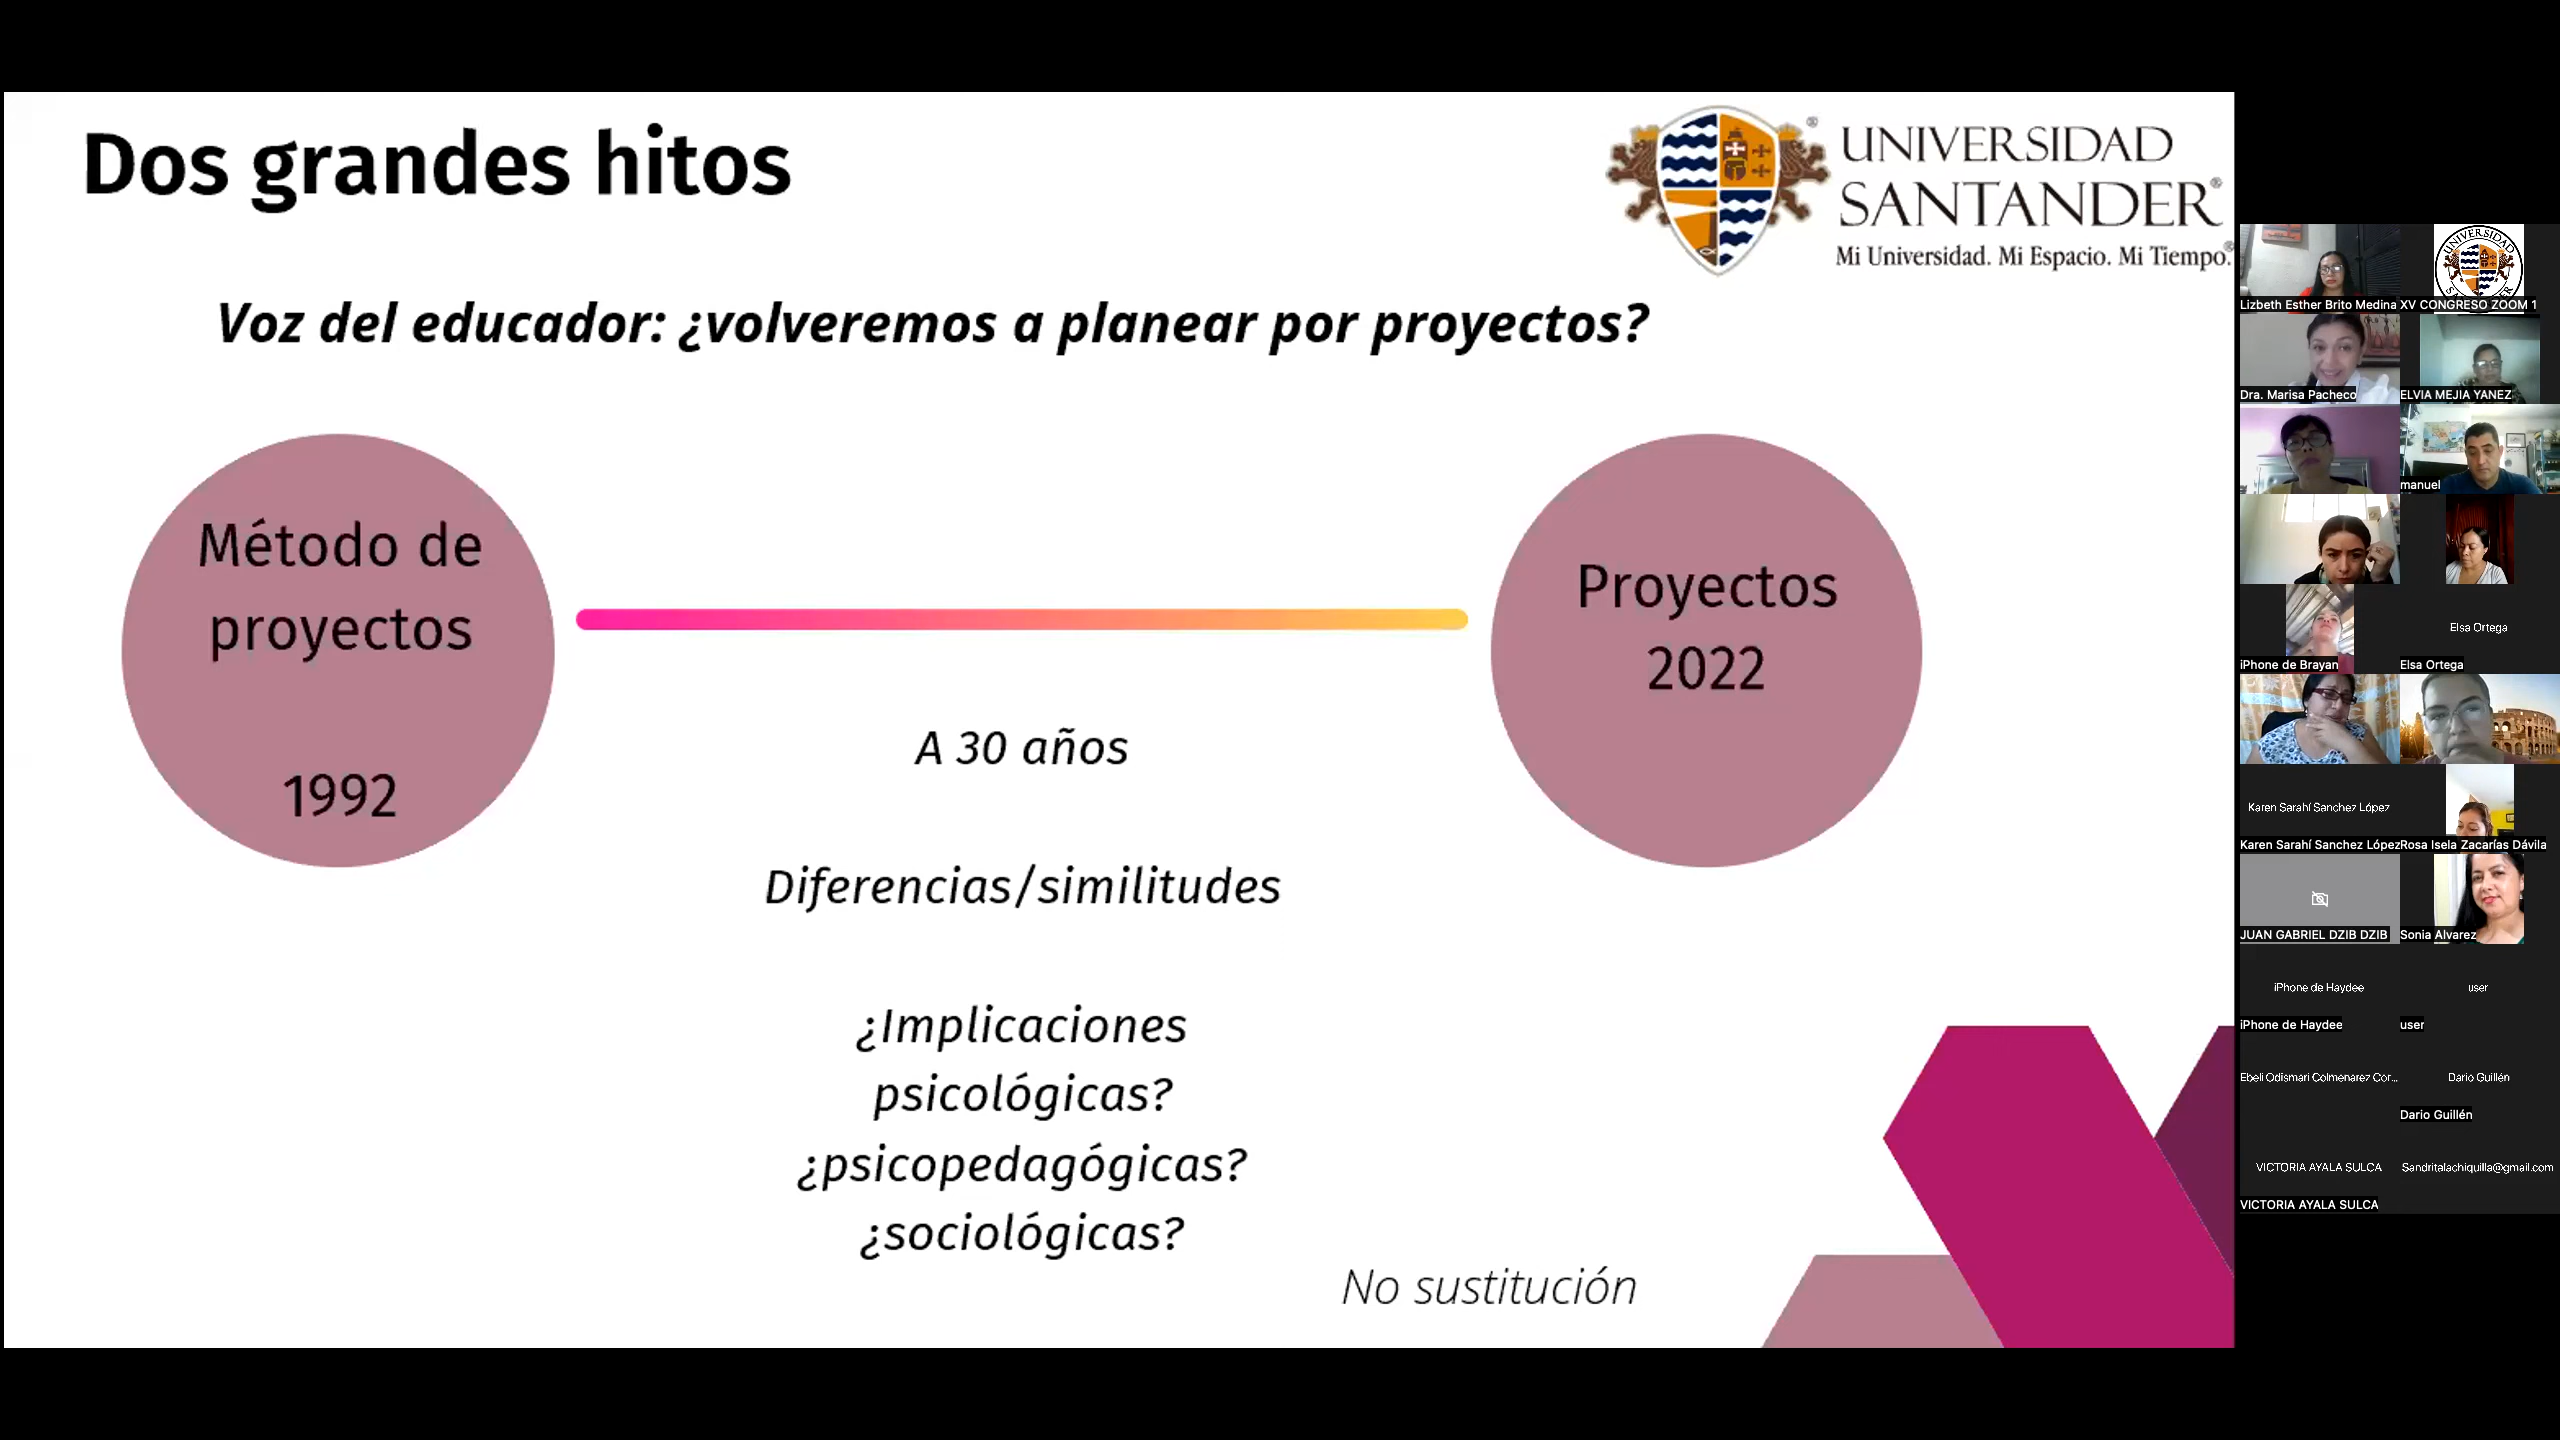 Dos grandes hitos
UNIVERSIDAD
SANTANDER®
Mi Universidad. Mi Espacio. Mi Tiempo.®
Voz del educador: ¿volveremos a planear por proyectos?
Método de
proyectos
1992
Proyectos
2022
A 30 años
Diferencias/similitudes
¿Implicaciones
psicológicas?
¿psicopedagógicas?
¿sociológicas?
No sustitución
Lizbeth Esther Brito Medina
UNIVERSIDAD
XV CONGRESO ZOOM 1
Dra. Marisa Pacheco
ELVIA MEJIA YANEZ
manuel
iPhone de Brayan
Elsa Ortega
Elsa Ortega
Karen Sarahí Sanchez López
Karen Sarahí Sanchez López
Rosa Isela Zacarías Dávila
JUAN GABRIEL DZIB DZIB
Sonia Alvarez
iPhone de Haydee
iPhone de Haydee
user
user
Ebeli Odismari Colmenarez Cor...
Dario Guillén
Dario Guillén
VICTORIA AYALA SULCA
VICTORIA AYALA SULCA
Sandritalachiquilla@gmail.com